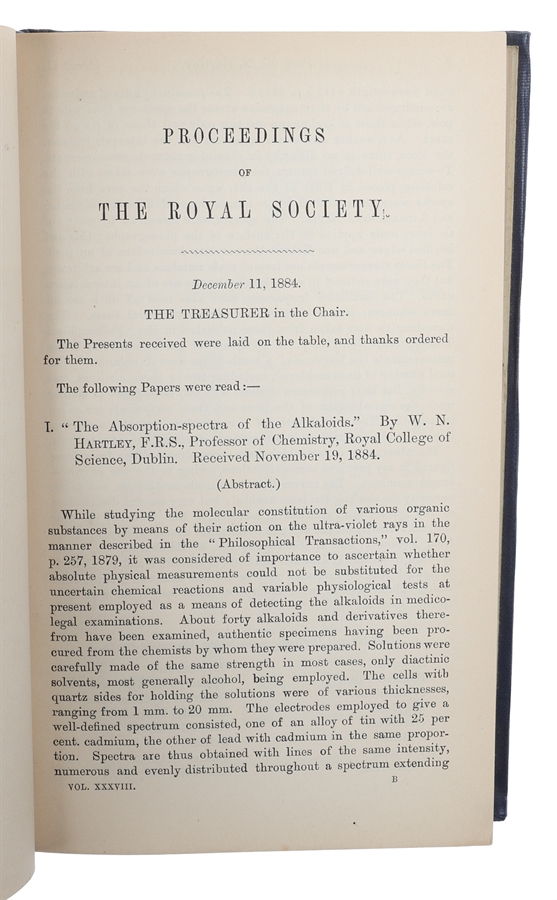 PROCEEDINGS
OF
THE ROYAL SOCIETY.
December 11, 1884.
THE TREASURER in the Chair.
The Presents received were laid on the table, and thanks ordered
for them.
The following Papers were read:—
I. “The Absorption-spectra of the Alkaloids.” By W. N.
HARTLEY, F.R.S., Professor of Chemistry, Royal College of
Science, Dublin. Received November 19, 1884.
(Abstract.)
While studying the molecular constitution of various organic
substances by means of their action on the ultra-violet rays in the
manner described in the “Philosophical Transactions,” vol. 170,
p. 257, 1879, it was considered of importance to ascertain whether
absolute physical measurements could not be substituted for the
uncertain chemical reactions and variable physiological tests at
present employed as a means of detecting the alkaloids in medico-
legal examinations. About forty alkaloids and derivatives there-
from have been examined, authentic specimens having been pro-
cured from the chemists by whom they were prepared. Solutions were
carefully made of the same strength in most cases, only diactinic
solvents, most generally alcohol, being employed. The cells with
quartz sides for holding the solutions were of various thicknesses,
ranging from 1 mm. to 20 mm. The electrodes employed to give a
well-defined spectrum consisted, one of an alloy of tin with 25 per
cent. cadmium, the other of lead with cadmium in the same propor-
tion. Spectra are thus obtained with lines of the same intensity,
numerous and evenly distributed throughout a spectrum extending
VOL. XXXVIII. B